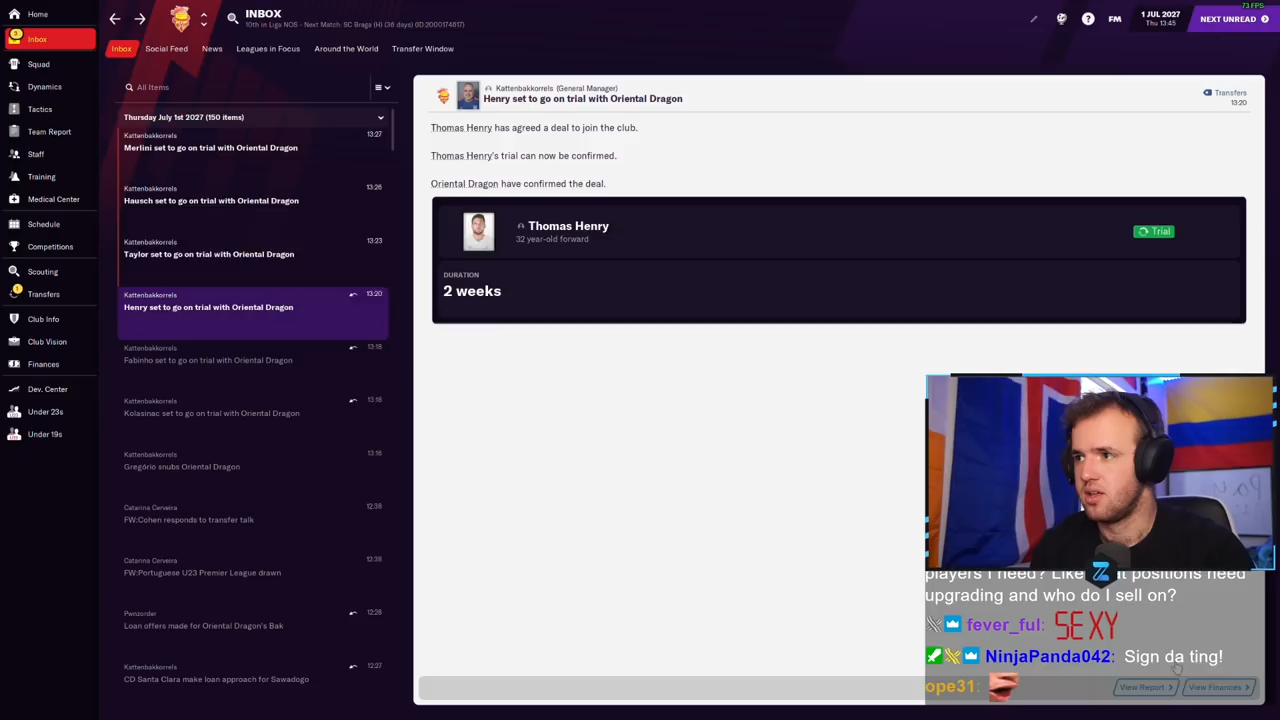 73 FPS
Home
3
Inbox
Squad
Dynamics
Tactics
Team Report
Staff
Training
Medical Center
Schedule
Competitions
Scouting
1
Transfers
Club Info
Club Vision
Finances
Dev. Center
Under 23s
Under 19s
INBOX
10th in Liga NOS - Next Match: SC Braga (H) (36 days) (ID:2000174617)
FM
1 JUL 2027
Thu 13:45
NEXT UNREAD
Inbox
Social Feed
News
Leagues in Focus
Around the World
Transfer Window
All Items
Thursday July 1st 2027 (150 items)
Kattenbakkorrels 13:27
Merlini set to go on trial with Oriental Dragon
Kattenbakkorrels 13:26
Hausch set to go on trial with Oriental Dragon
Kattenbakkorrels 13:23
Taylor set to go on trial with Oriental Dragon
Kattenbakkorrels 13:20
Henry set to go on trial with Oriental Dragon
Kattenbakkorrels 13:18
Fabinho set to go on trial with Oriental Dragon
Kattenbakkorrels 13:18
Kolasinac set to go on trial with Oriental Dragon
Kattenbakkorrels 13:16
Gregório snubs Oriental Dragon
Catarina Cerveira 12:38
FW:Cohen responds to transfer talk
Catarina Cerveira 12:38
FW:Portuguese U23 Premier League drawn
Pwnzorder 12:28
Loan offers made for Oriental Dragon's Bak
Kattenbakkorrels 12:27
CD Santa Clara make loan approach for Sawadogo
Kattenbakkorrels (General Manager)
Henry set to go on trial with Oriental Dragon
Transfers
13:20
Thomas Henry has agreed a deal to join the club.
Thomas Henry's trial can now be confirmed.
Oriental Dragon have confirmed the deal.
Thomas Henry
32 year-old forward
Trial
DURATION
2 weeks
players I need? Like positions need
upgrading and who do I sell on?
fever_ful: SEXY
NinjaPanda042: Sign da ting!
ope31:
View Report
View Finances